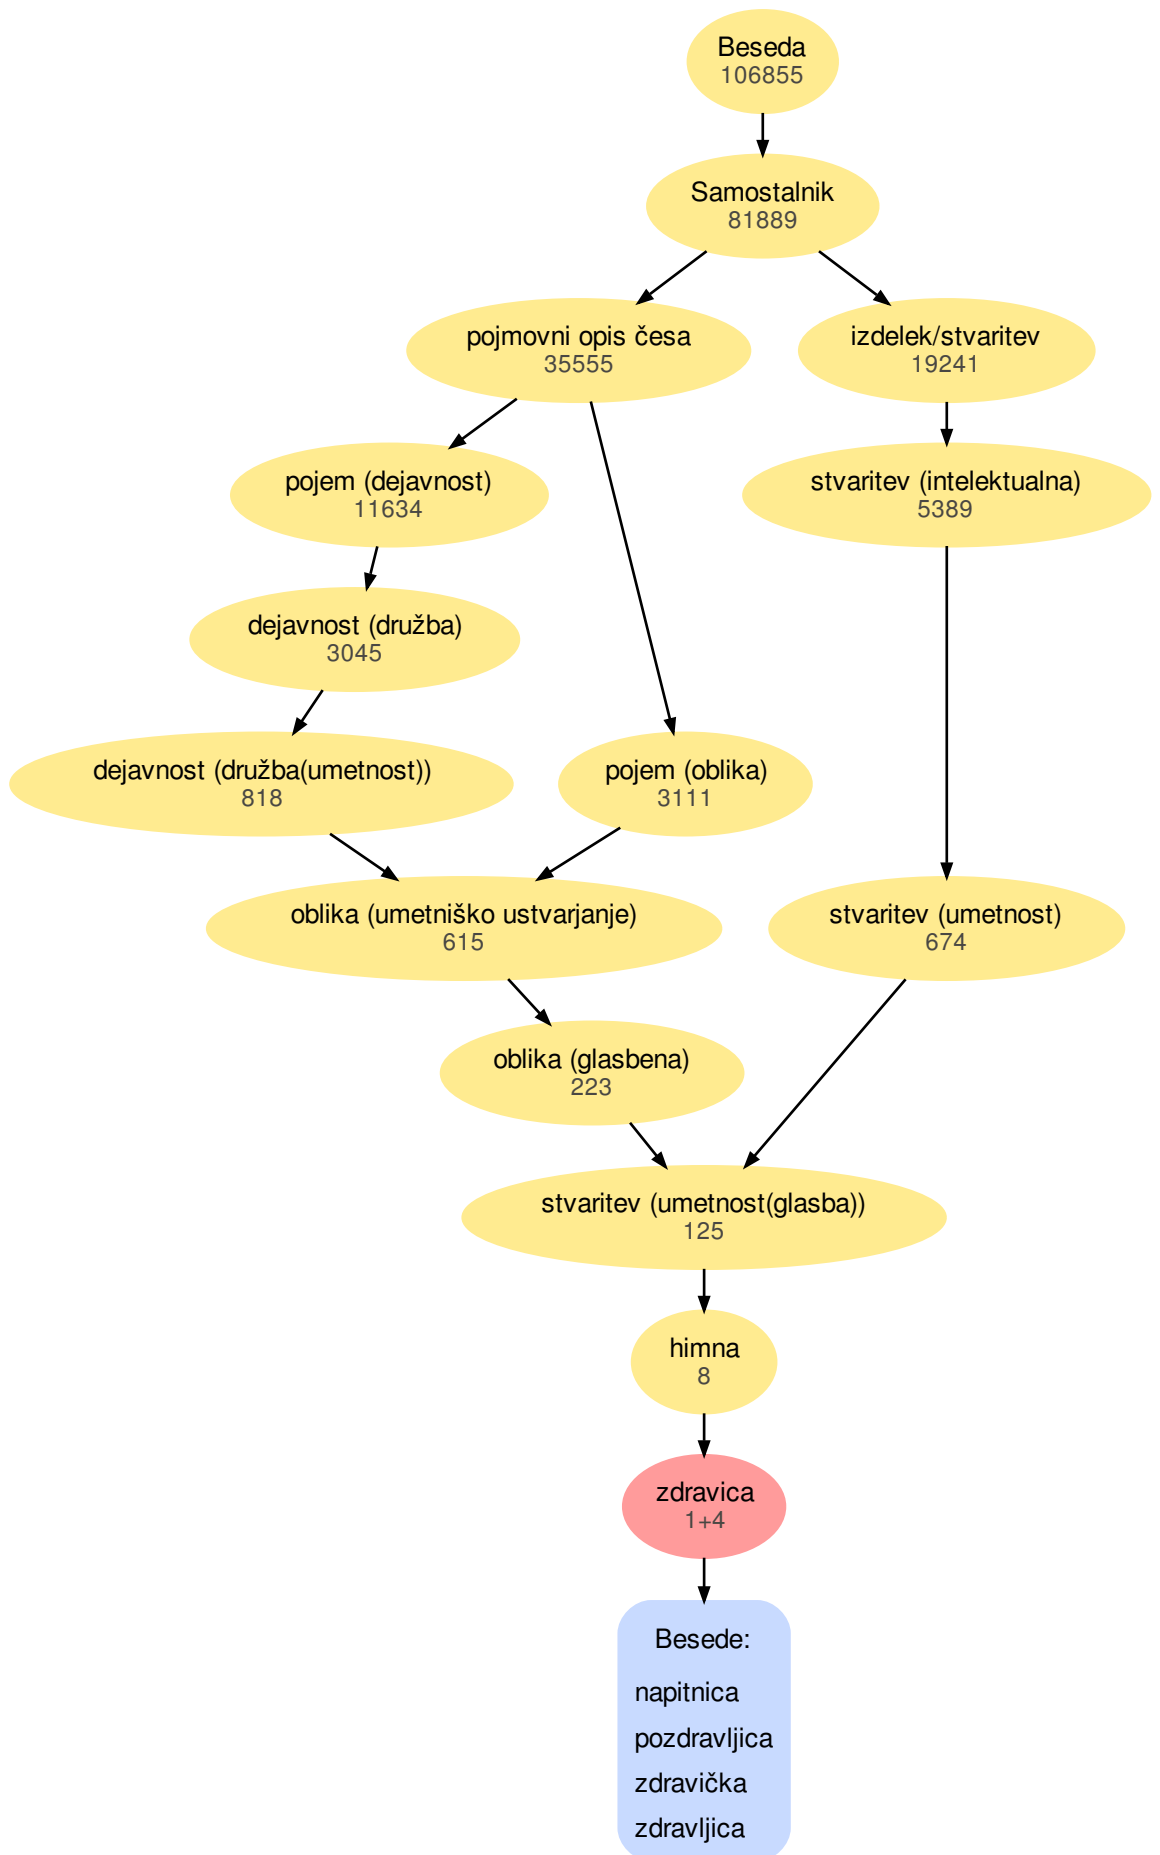 Beseda
106855
Samostalnik
81889
pojmovni opis česa
35555
izdelek/stvaritev
19241
pojem (dejavnost)
11634
stvaritev (intelektualna)
5389
dejavnost (družba)
3045
dejavnost (družba(umetnost))
818
pojem (oblika)
3111
oblika (umetniško ustvarjanje)
615
stvaritev (umetnost)
674
oblika (glasbena)
223
stvaritev (umetnost(glasba))
125
himna
8
zdravica
1+4
Besede:
napitnica
pozdravljica
zdravička
zdravljica